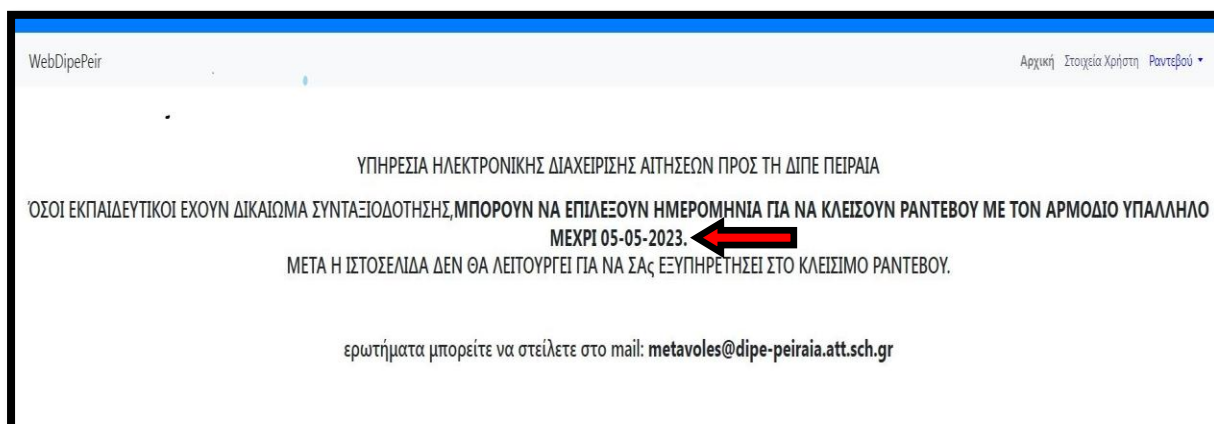 WebDipePeir
Αρχική Στοιχεία Χρήστη Ραντεβού
ΥΠΗΡΕΣΙΑ ΗΛΕΚΤΡΟΝΙΚΗΣ ΔΙΑΧΕΙΡΙΣΗΣ ΑΙΤΗΣΕΩΝ ΠΡΟΣ ΤΗ ΔΙΠΕ ΠΕΙΡΑΙΑ
ΌΣΟΙ ΕΚΠΑΙΔΕΥΤΙΚΟΙ ΕΧΟΥΝ ΔΙΚΑΙΩΜΑ ΣΥΝΤΑΞΙΟΔΟΤΗΣΗΣ,ΜΠΟΡΟΥΝ ΝΑ ΕΠΙΛΕΞΟΥΝ ΗΜΕΡΟΜΗΝΙΑ ΓΙΑ ΝΑ ΚΛΕΙΣΟΥΝ ΡΑΝΤΕΒΟΥ ΜΕ ΤΟΝ ΑΡΜΟΔΙΟ ΥΠΑΛΛΗΛΟ
ΜΕΧΡΙ 05-05-2023.
ΜΕΤΑ Η ΙΣΤΟΣΕΛΙΔΑ ΔΕΝ ΘΑ ΛΕΙΤΟΥΡΓΕΙ ΓΙΑ ΝΑ ΣΑς ΕΞΥΠΗΡΕΤΗΣΕΙ ΣΤΟ ΚΛΕΙΣΙΜΟ ΡΑΝΤΕΒΟΥ.
ερωτήματα μπορείτε να στείλετε στο mail: metavoles@dipe-peiraia.att.sch.gr